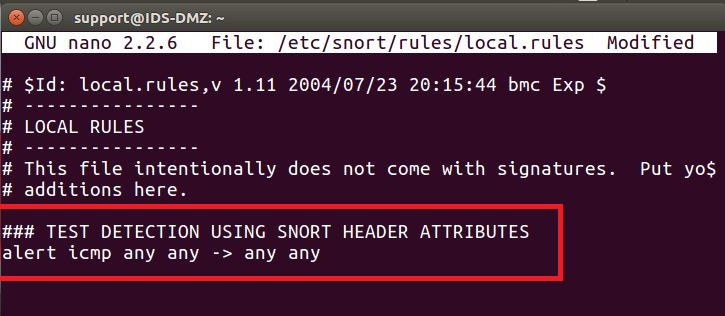 support@IDS-DMZ: ~
GNU nano 2.2.6 File: /etc/snort/rules/local.rules Modified
# $Id: local.rules,v 1.11 2004/07/23 20:15:44 bmc Exp $
# ----------------
# LOCAL RULES
# ----------------
# This file intentionally does not come with signatures.  Put yo$
# additions here.
### TEST DETECTION USING SNORT HEADER ATTRIBUTES
alert icmp any any -> any any